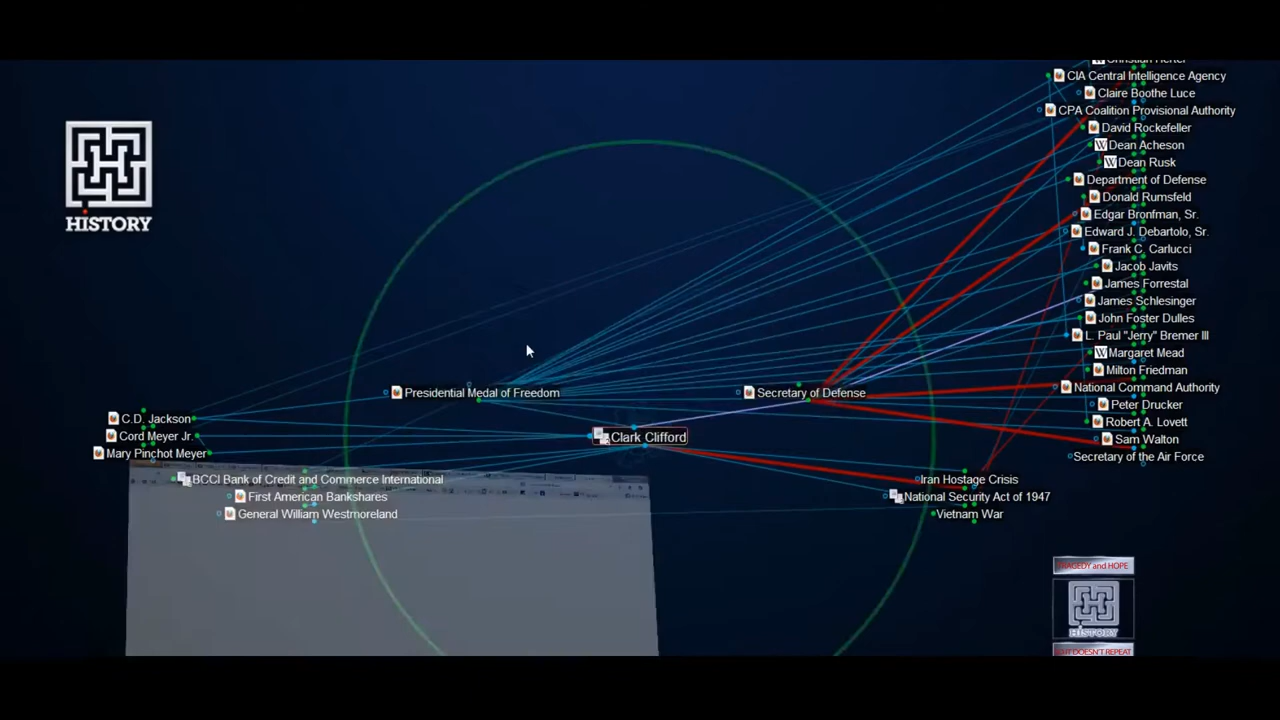 Christian Herter
CIA Central Intelligence Agency
Claire Boothe Luce
CPA Coalition Provisional Authority
David Rockefeller
Dean Acheson
Dean Rusk
Department of Defense
Donald Rumsfeld
Edgar Bronfman, Sr.
Edward J. Debartolo, Sr.
Frank C. Carlucci
Jacob Javits
James Forrestal
James Schlesinger
John Foster Dulles
L. Paul "Jerry" Bremer III
Margaret Mead
Milton Friedman
National Command Authority
Peter Drucker
Robert A. Lovett
Sam Walton
Secretary of the Air Force
HISTORY
Presidential Medal of Freedom
Secretary of Defense
C.D. Jackson
Cord Meyer Jr.
Mary Pinchot Meyer
Clark Clifford
BCCI Bank of Credit and Commerce International
First American Bankshares
General William Westmoreland
Iran Hostage Crisis
National Security Act of 1947
Vietnam War
TRAGEDY and HOPE
HISTORY
DOESN'T REPEAT